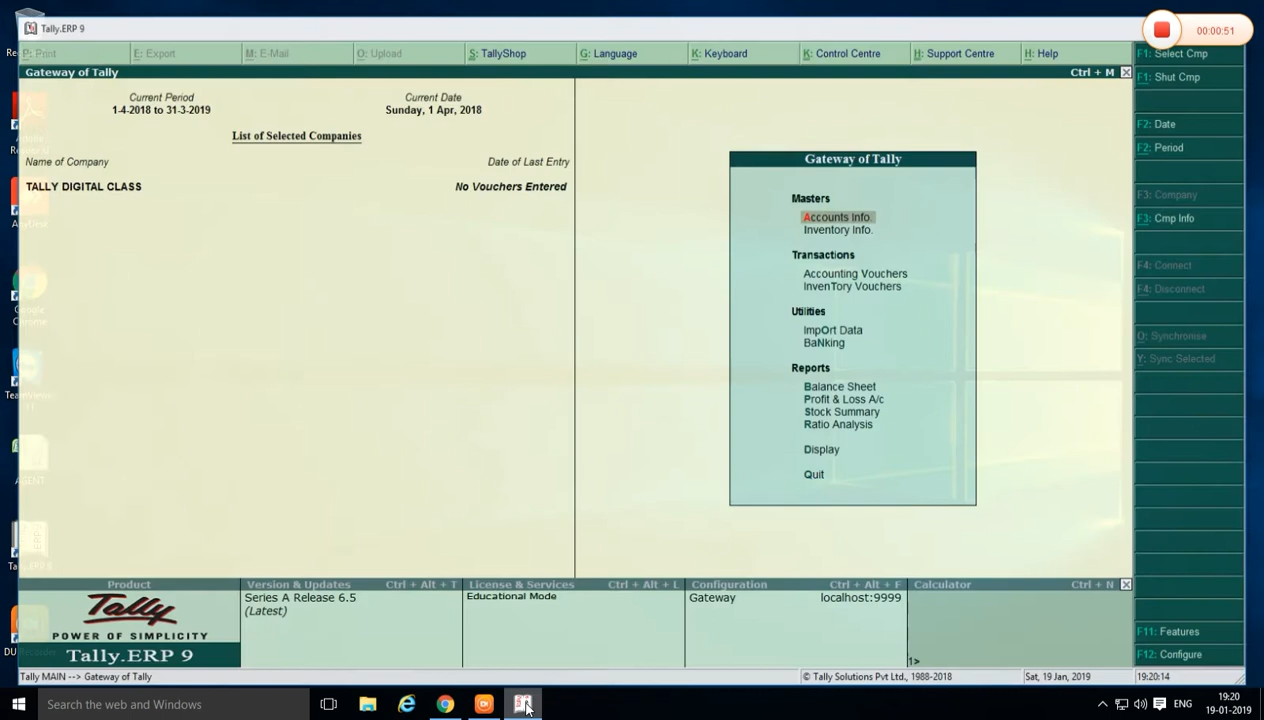 Tally.ERP 9
00:00:51
P: Print
E: Export
M: E-Mail
O: Upload
S: TallyShop
G: Language
K: Keyboard
K: Control Centre
H: Support Centre
H: Help
Gateway of Tally
Ctrl + M
Current Period
Current Date
1-4-2018 to 31-3-2019
Sunday, 1 Apr, 2018
List of Selected Companies
Name of Company
Date of Last Entry
TALLY DIGITAL CLASS
No Vouchers Entered
Gateway of Tally
Masters
Accounts Info.
Inventory Info.
Transactions
Accounting Vouchers
InvenTory Vouchers
Utilities
ImpOrt Data
BaNking
Reports
Balance Sheet
Profit & Loss A/c
Stock Summary
Ratio Analysis
Display
Quit
F1: Select Cmp
F1: Shut Cmp
F2: Date
F2: Period
F3: Company
F3: Cmp Info
F4: Connect
F4: Disconnect
O: Synchronise
Y: Sync Selected
F11: Features
F12: Configure
Google
Chrome
AGENT
Product
Tally
POWER OF SIMPLICITY
Tally.ERP 9
Version & Updates
Ctrl + Alt + T
Series A Release 6.5
(Latest)
License & Services
Ctrl + Alt + L
Educational Mode
Configuration
Ctrl + Alt + F
Gateway
localhost:9999
Calculator
Ctrl + N
1>
Tally MAIN --> Gateway of Tally
© Tally Solutions Pvt Ltd., 1988-2018
Sat, 19 Jan, 2019
19:20:14
Search the web and Windows
ENG
19:20
19-01-2019